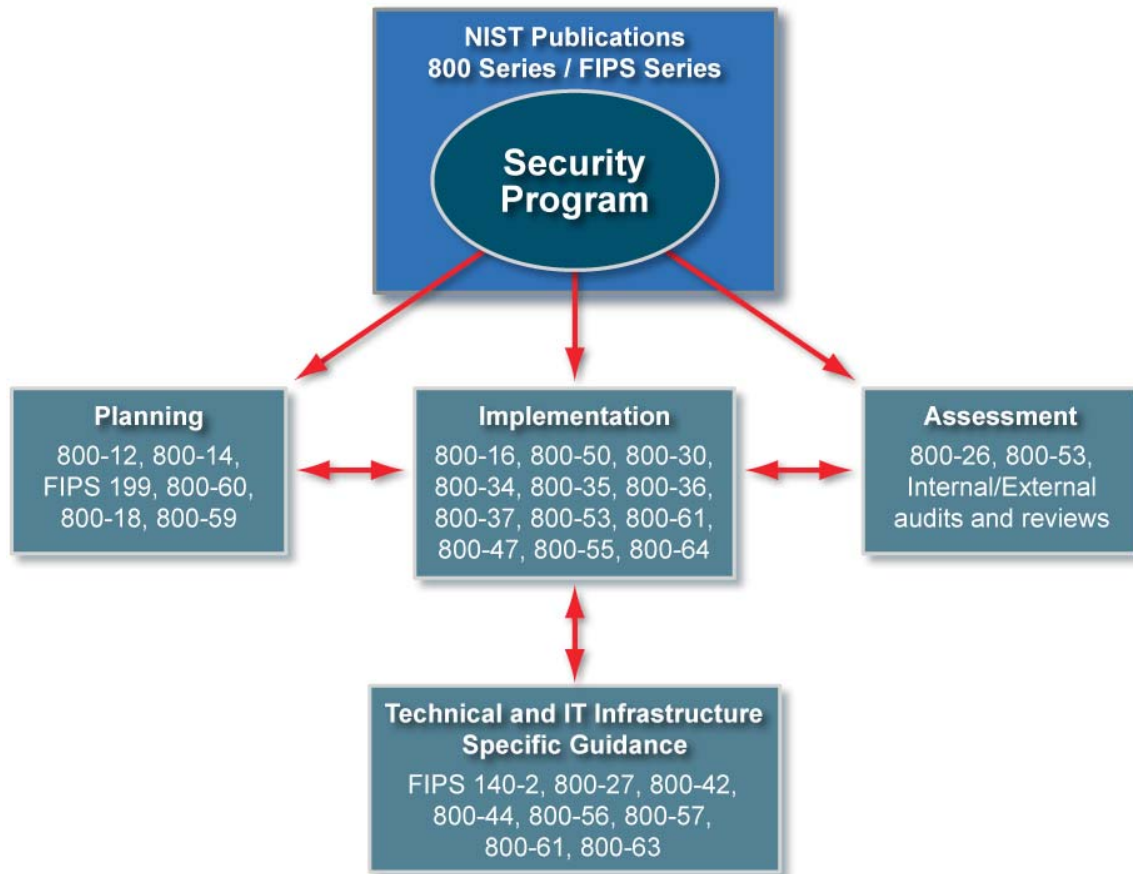 NIST Publications
800 Series / FIPS Series
Security
Program
Planning
800-12, 800-14,
FIPS 199, 800-60,
800-18, 800-59
Implementation
800-16, 800-50, 800-30,
800-34, 800-35, 800-36,
800-37, 800-53, 800-61,
800-47, 800-55, 800-64
Assessment
800-26, 800-53,
Internal/External
audits and reviews
Technical and IT Infrastructure
Specific Guidance
FIPS 140-2, 800-27, 800-42,
800-44, 800-56, 800-57,
800-61, 800-63